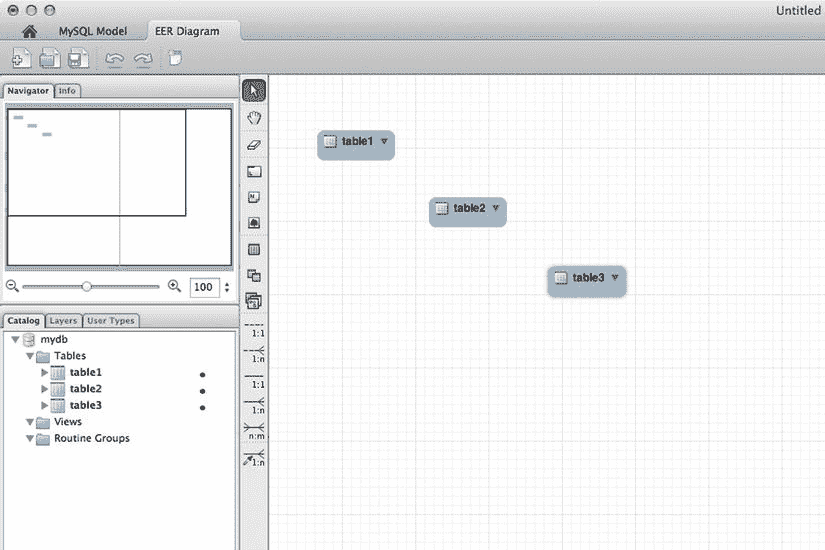 Untitled
MySQL Model EER Diagram
Navigator Info
100
Catalog Layers User Types
mydb
Tables
table1
table2
table3
Views
Routine Groups
1:1
1:n
1:1
1:n
n:m
1:n
table1
table2
table3